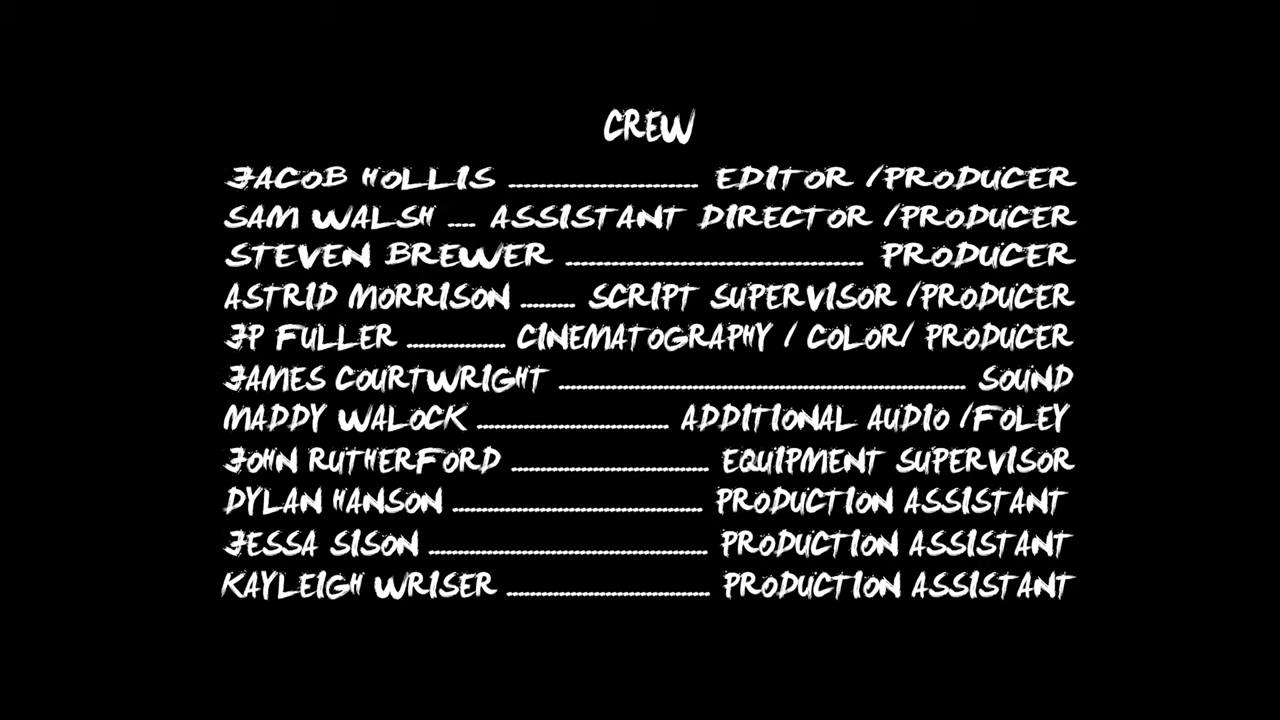 CREW
JACOB HOLLIS ........................ EDITOR /PRODUCER
SAM WALSH .... ASSISTANT DIRECTOR /PRODUCER
STEVEN BREWER ........................ PRODUCER
ASTRID MORRISON ........ SCRIPT SUPERVISOR /PRODUCER
JP FULLER ................ CINEMATOGRAPHY / COLOR/ PRODUCER
JAMES COURTWRIGHT ........................ SOUND
MADDY WALOCK ........................ ADDITIONAL AUDIO /FOLEY
JOHN RUTHERFORD ........................ EQUIPMENT SUPERVISOR
DYLAN HANSON ........................ PRODUCTION ASSISTANT
JESSA SISON ........................ PRODUCTION ASSISTANT
KAYLEIGH WRISER ........................ PRODUCTION ASSISTANT